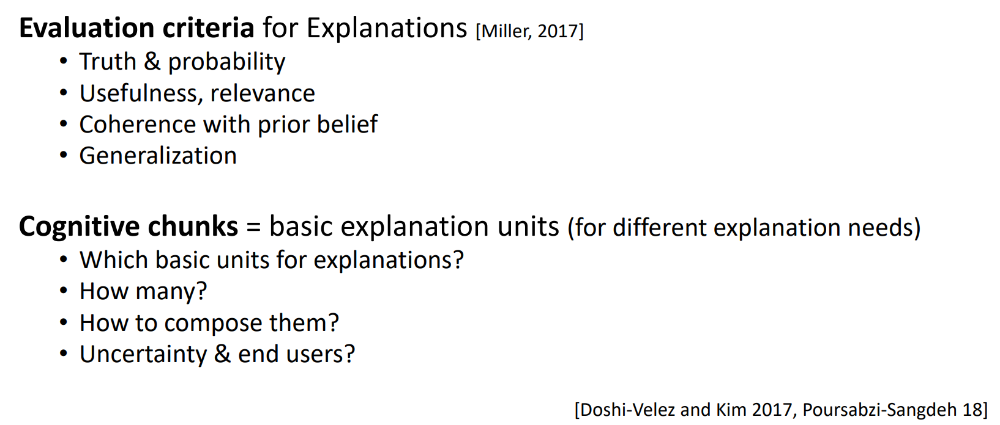 Evaluation criteria for Explanations [Miller, 2017]
• Truth & probability
• Usefulness, relevance
• Coherence with prior belief
• Generalization
Cognitive chunks = basic explanation units (for different explanation needs)
• Which basic units for explanations?
• How many?
• How to compose them?
• Uncertainty & end users?
[Doshi-Velez and Kim 2017, Poursabzi-Sangdeh 18]